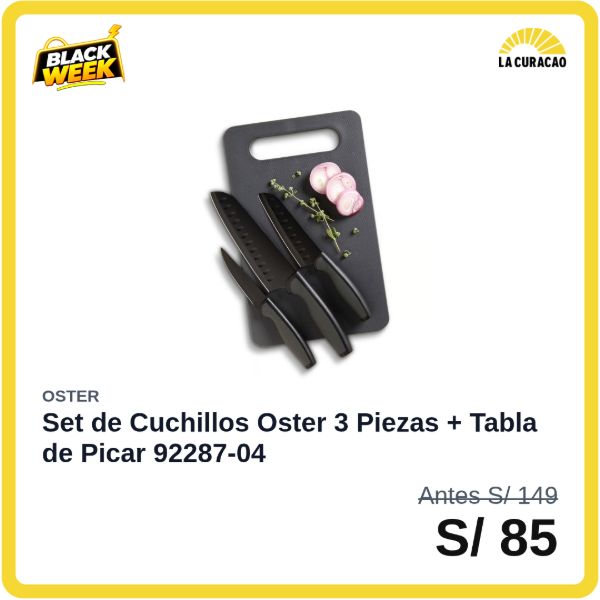 BLACK
WEEK
LA CURACAO
OSTER
Set de Cuchillos Oster 3 Piezas + Tabla
de Picar 92287-04
Antes S/ 149
S/ 85